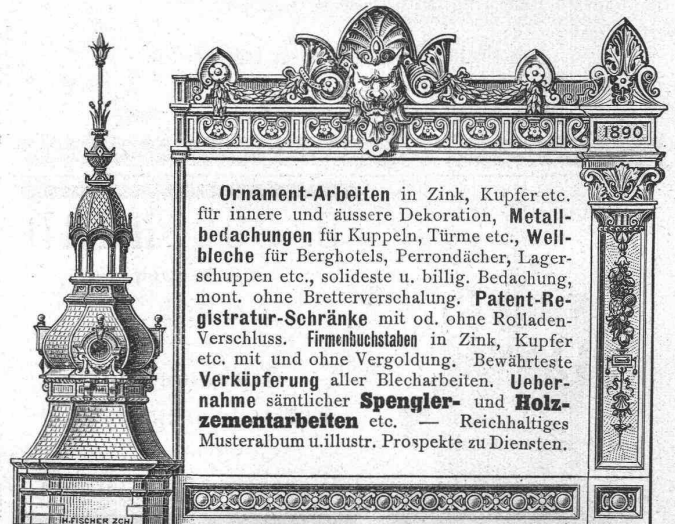 1890
Ornament-Arbeiten in Zink, Kupfer etc.
für innere und äussere Dekoration, Metall-
bedachungen für Kuppeln, Türme etc., Well-
bleche für Berghotels, Perrondächer, Lager-
schuppen etc., solideste u. billig. Bedachung,
mont. ohne Bretterverschalung. Patent-Re-
gistratur-Schränke mit od. ohne Rolladen-
Verschluss. Firmenbuchstaben in Zink, Kupfer
etc. mit und ohne Vergoldung. Bewährteste
Verküpferung aller Blecharbeiten. Ueber-
nahme sämtlicher Spengler- und Holz-
zementarbeiten etc. — Reichhaltiges
Musteralbum u. illustr. Prospekte zu Diensten.
H. FISCHER ZCH.